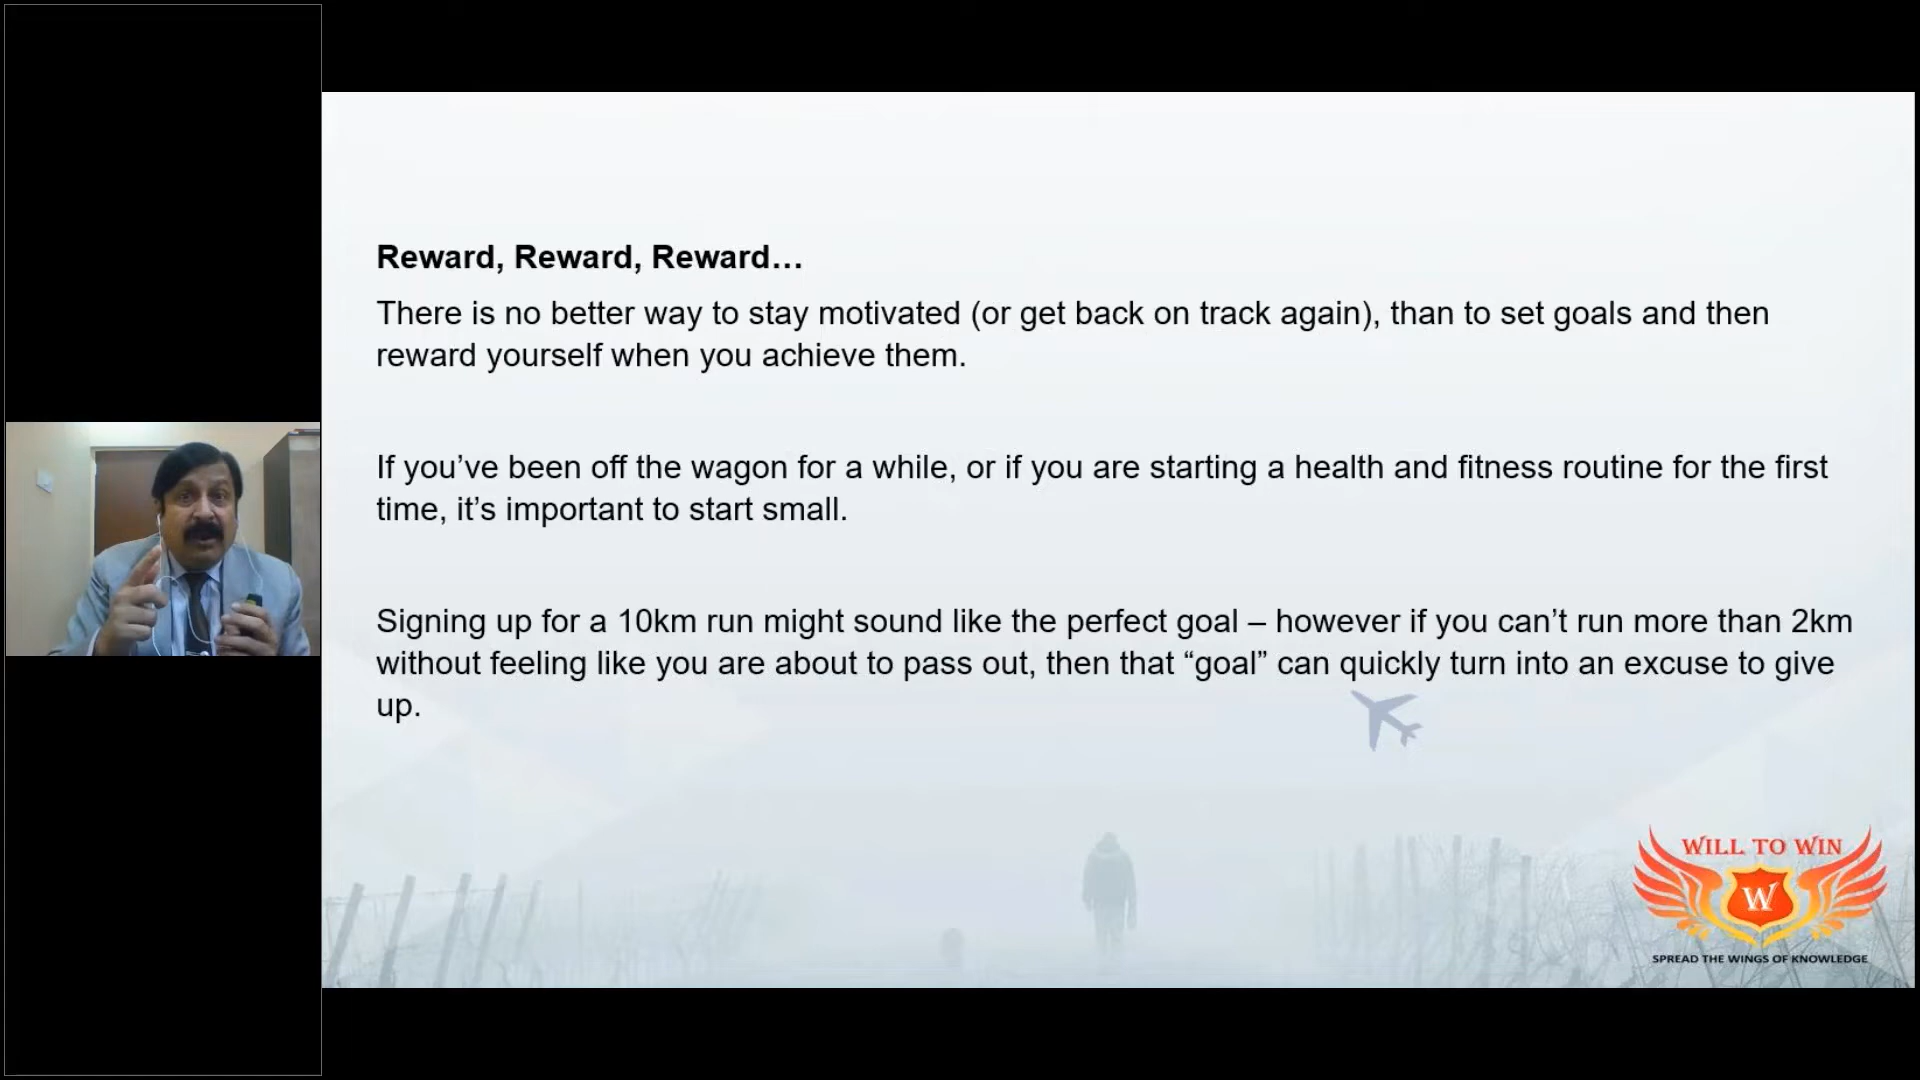 Reward, Reward, Reward…
There is no better way to stay motivated (or get back on track again), than to set goals and then
reward yourself when you achieve them.
If you’ve been off the wagon for a while, or if you are starting a health and fitness routine for the first
time, it’s important to start small.
Signing up for a 10km run might sound like the perfect goal – however if you can’t run more than 2km
without feeling like you are about to pass out, then that “goal” can quickly turn into an excuse to give
up.
WILL TO WIN
W
SPREAD THE WINGS OF KNOWLEDGE